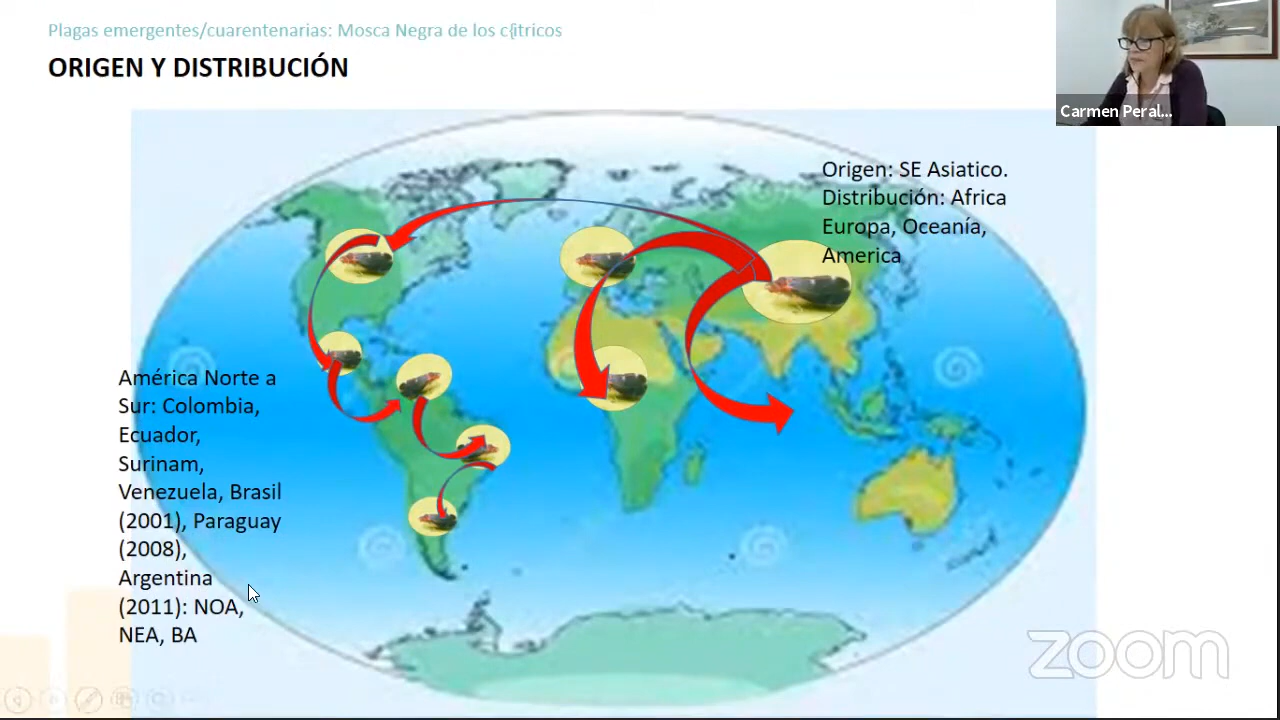 Plagas emergentes/cuarentenarias: Mosca Negra de los cítricos
ORIGEN Y DISTRIBUCIÓN
Carmen Peral...
Origen: SE Asiatico.
Distribución: Africa
Europa, Oceanía,
America
América Norte a
Sur: Colombia,
Ecuador,
Surinam,
Venezuela, Brasil
(2001), Paraguay
(2008),
Argentina
(2011): NOA,
NEA, BA
zoom